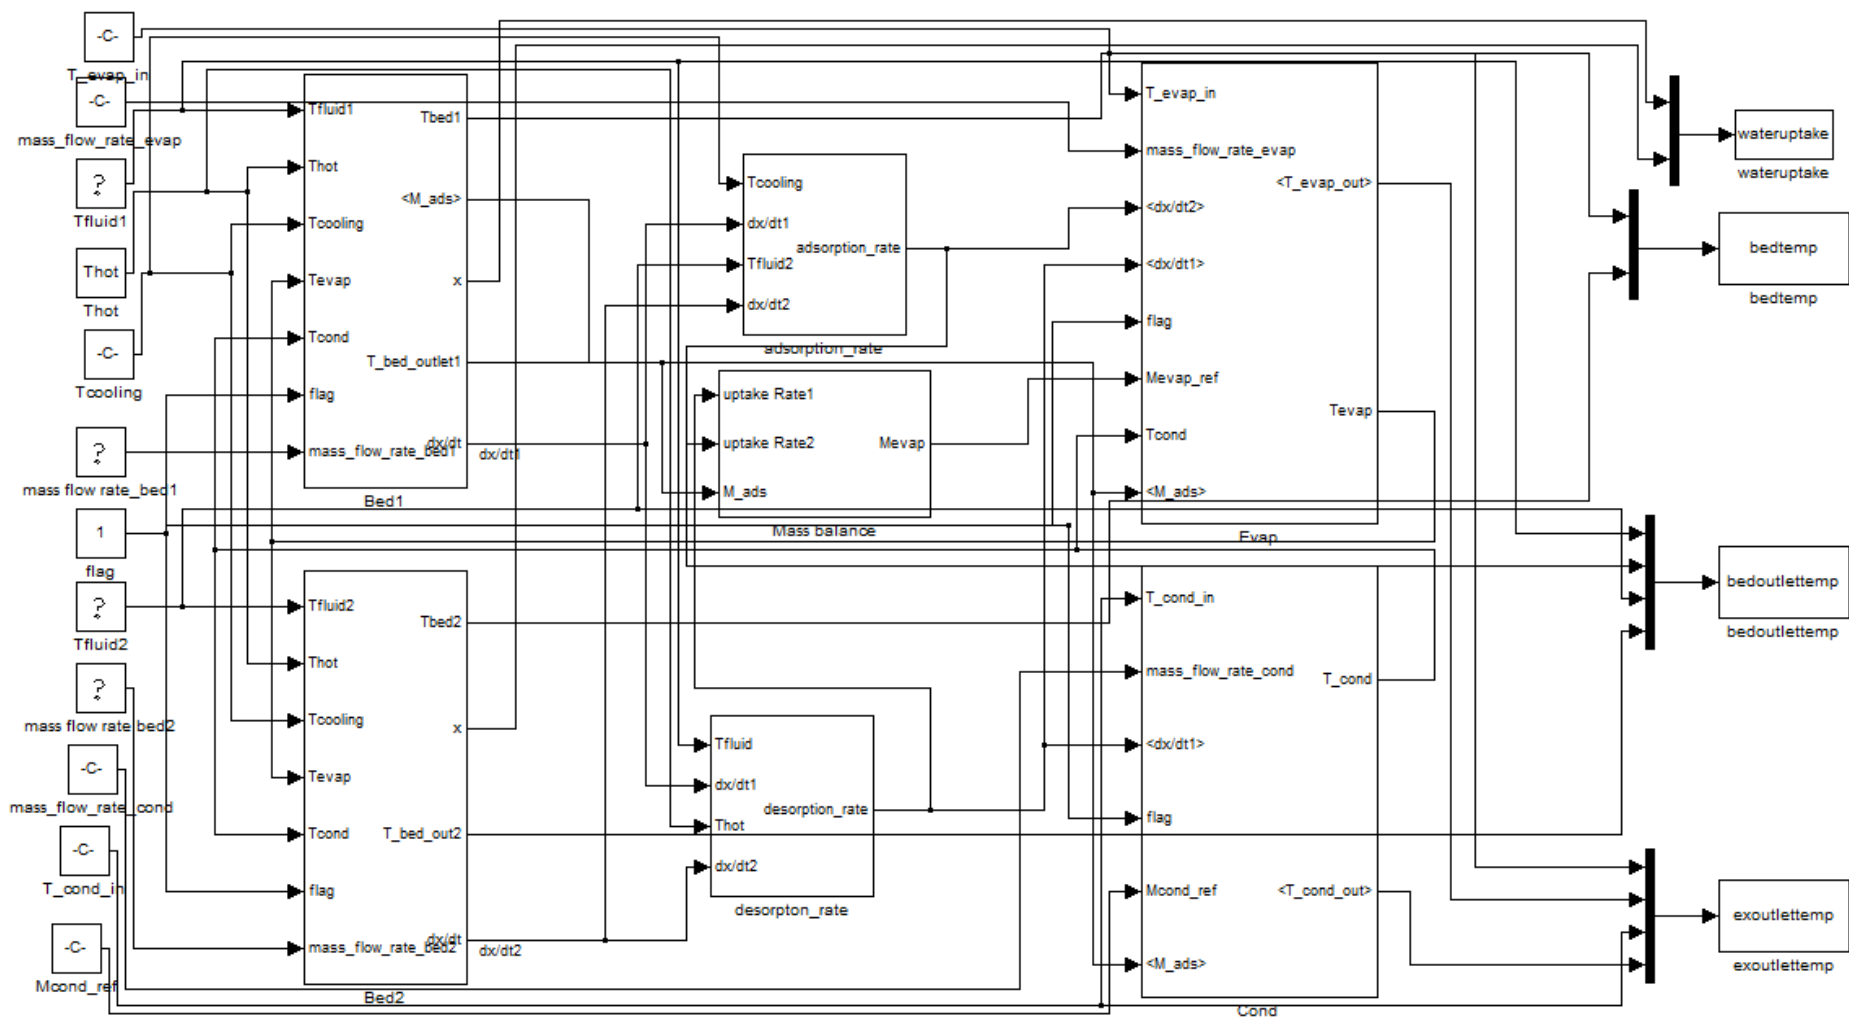 -C-
T_evap_in
-C-
mass_flow_rate_evap
?
Tfluid1
Thot
Thot
-C-
Tcooling
?
mass flow rate_bed1
1
flag
?
Tfluid2
?
mass flow rate bed2
-C-
mass_flow_rate_cond
-C-
T_cond_in
-C-
Mcond_ref
Tfluid1
Thot
Tcooling
Tevap
Tcond
flag
mass_flow_rate_bed1
Tbed1
<M_ads>
x
T_bed_outlet1
dx/dt
dx/dt1
Bed1
Tfluid2
Thot
Tcooling
Tevap
Tcond
flag
mass_flow_rate_bed2
Tbed2
x
T_bed_out2
dx/dt
dx/dt2
Bed2
Tcooling
dx/dt1
Tfluid2
dx/dt2
adsorption_rate
adsorption_rate
uptake Rate1
uptake Rate2
M_ads
Mevap
Mass balance
Tfluid
dx/dt1
Thot
dx/dt2
desorption_rate
desorpton_rate
T_evap_in
mass_flow_rate_evap
<dx/dt2>
<dx/dt1>
flag
Mevap_ref
Tcond
<M_ads>
<T_evap_out>
Tevap
Evap
T_cond_in
mass_flow_rate_cond
<dx/dt1>
flag
Mcond_ref
<M_ads>
T_cond
<T_cond_out>
Cond
wateruptake
wateruptake
bedtemp
bedtemp
bedoutlettemp
bedoutlettemp
exoutlettemp
exoutlettemp